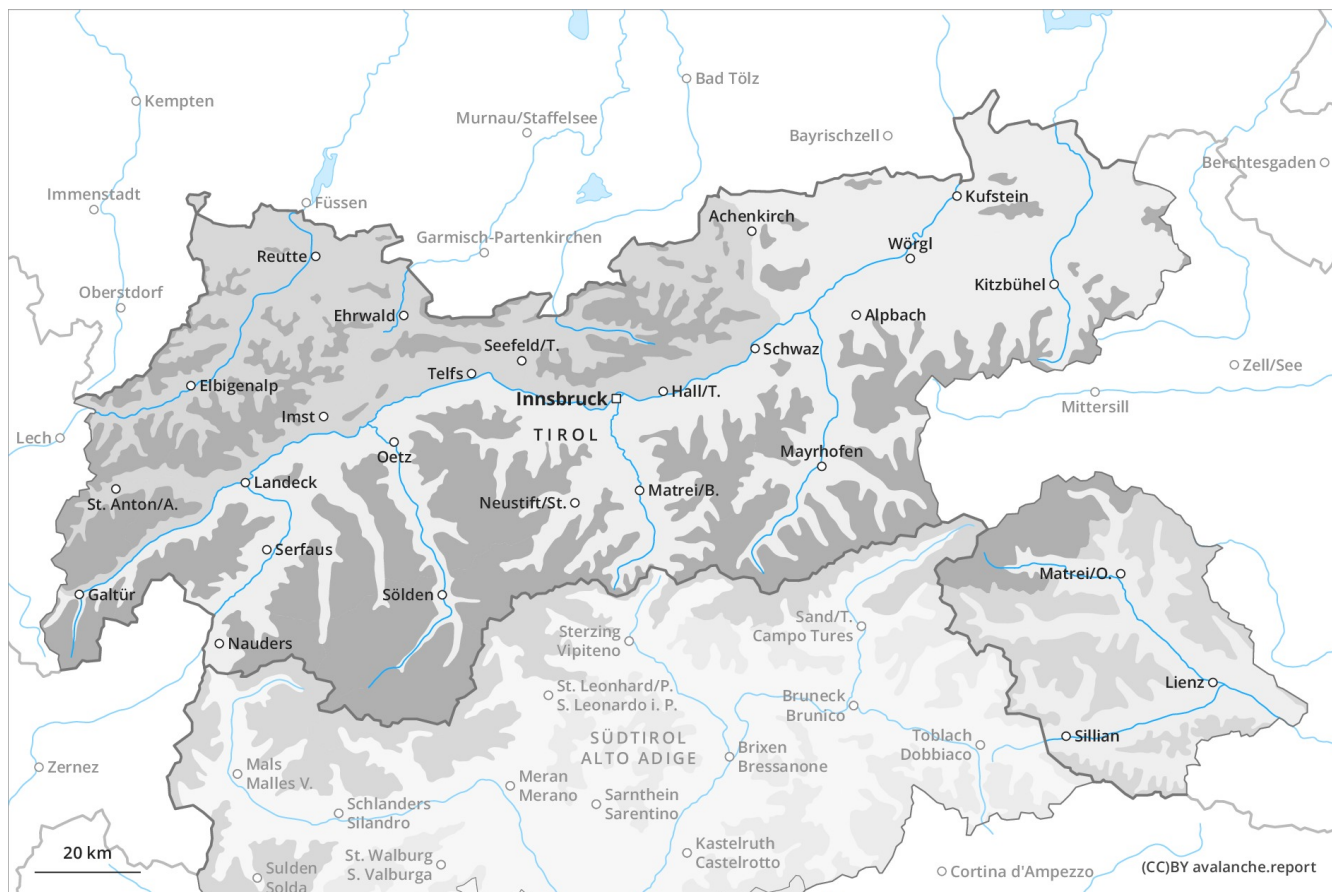 Kempten
Bad Tölz
Murnau/Staffelsee
Bayrischzell
Berchtesgaden
Immenstadt
Füssen
Kufstein
Achenkirch
Garmisch-Partenkirchen
Wörgl
Reutte
Kitzbühel
Oberstdorf
Ehrwald
Alpbach
Seefeld/T.
Schwaz
Zell/See
Telfs
Elbigenalp
Hall/T.
Innsbruck
Mittersill
Imst
TIROL
Lech
Oetz
Mayrhofen
Landeck
Matrei/B.
St. Anton/A.
Neustift/St.
Serfaus
Matrei/O.
Galtür
Sölden
Sand/T.
Campo Tures
Sterzing
Vipiteno
Nauders
Lienz
St. Leonhard/P.
S. Leonardo i. P.
Bruneck
Brunico
Sillian
SÜDTIROL
ALTO ADIGE
Toblach
Dobbiaco
Brixen
Bressanone
Zernez
Mals
Malles V.
Meran
Merano
Sarnthein
Sarentino
Schlanders
Silandro
Kastelruth
Castelrotto
20 km
St. Walburg
S. Valburga
Sulden
Solda
Cortina d'Ampezzo
(CC)BY avalanche.report